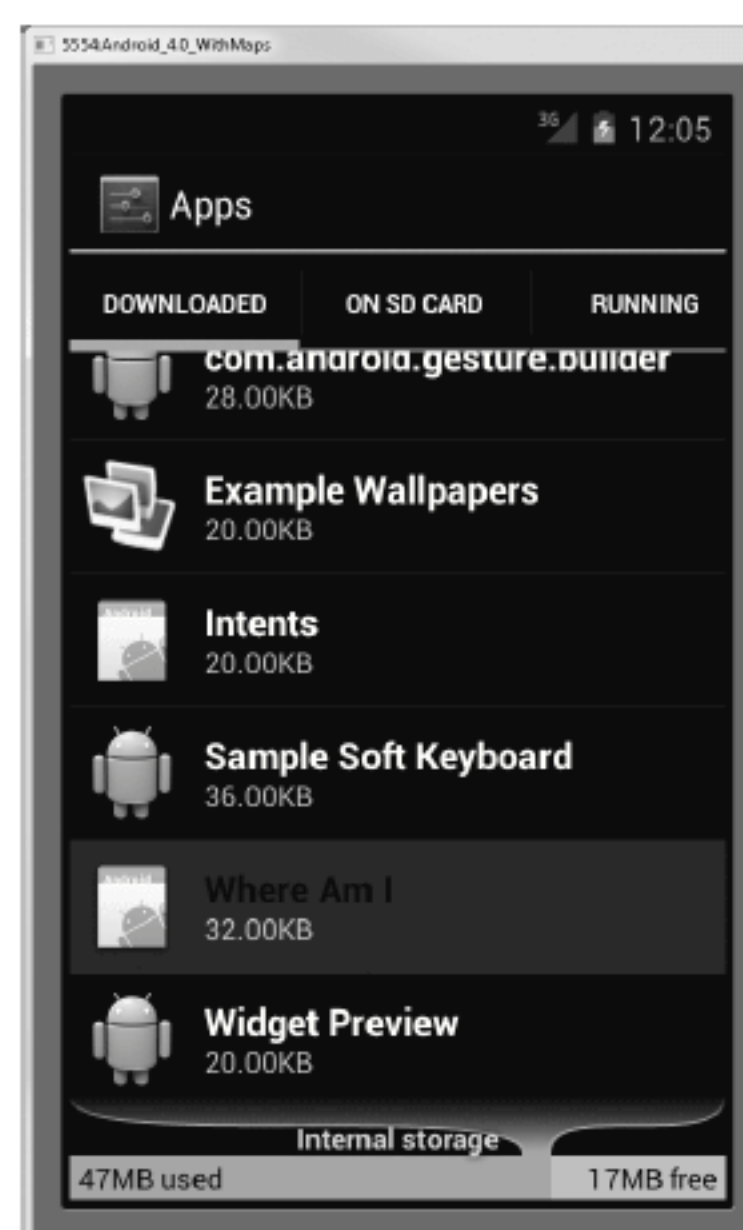 5554:Android_4.0_WithMaps
3G 12:05
Apps
DOWNLOADED ON SD CARD RUNNING
com.android.gesture.builder
28.00KB
Example Wallpapers
20.00KB
Android
Intents
20.00KB
Sample Soft Keyboard
36.00KB
Android
Where Am I
32.00KB
Widget Preview
20.00KB
Internal storage
47MB used 17MB free